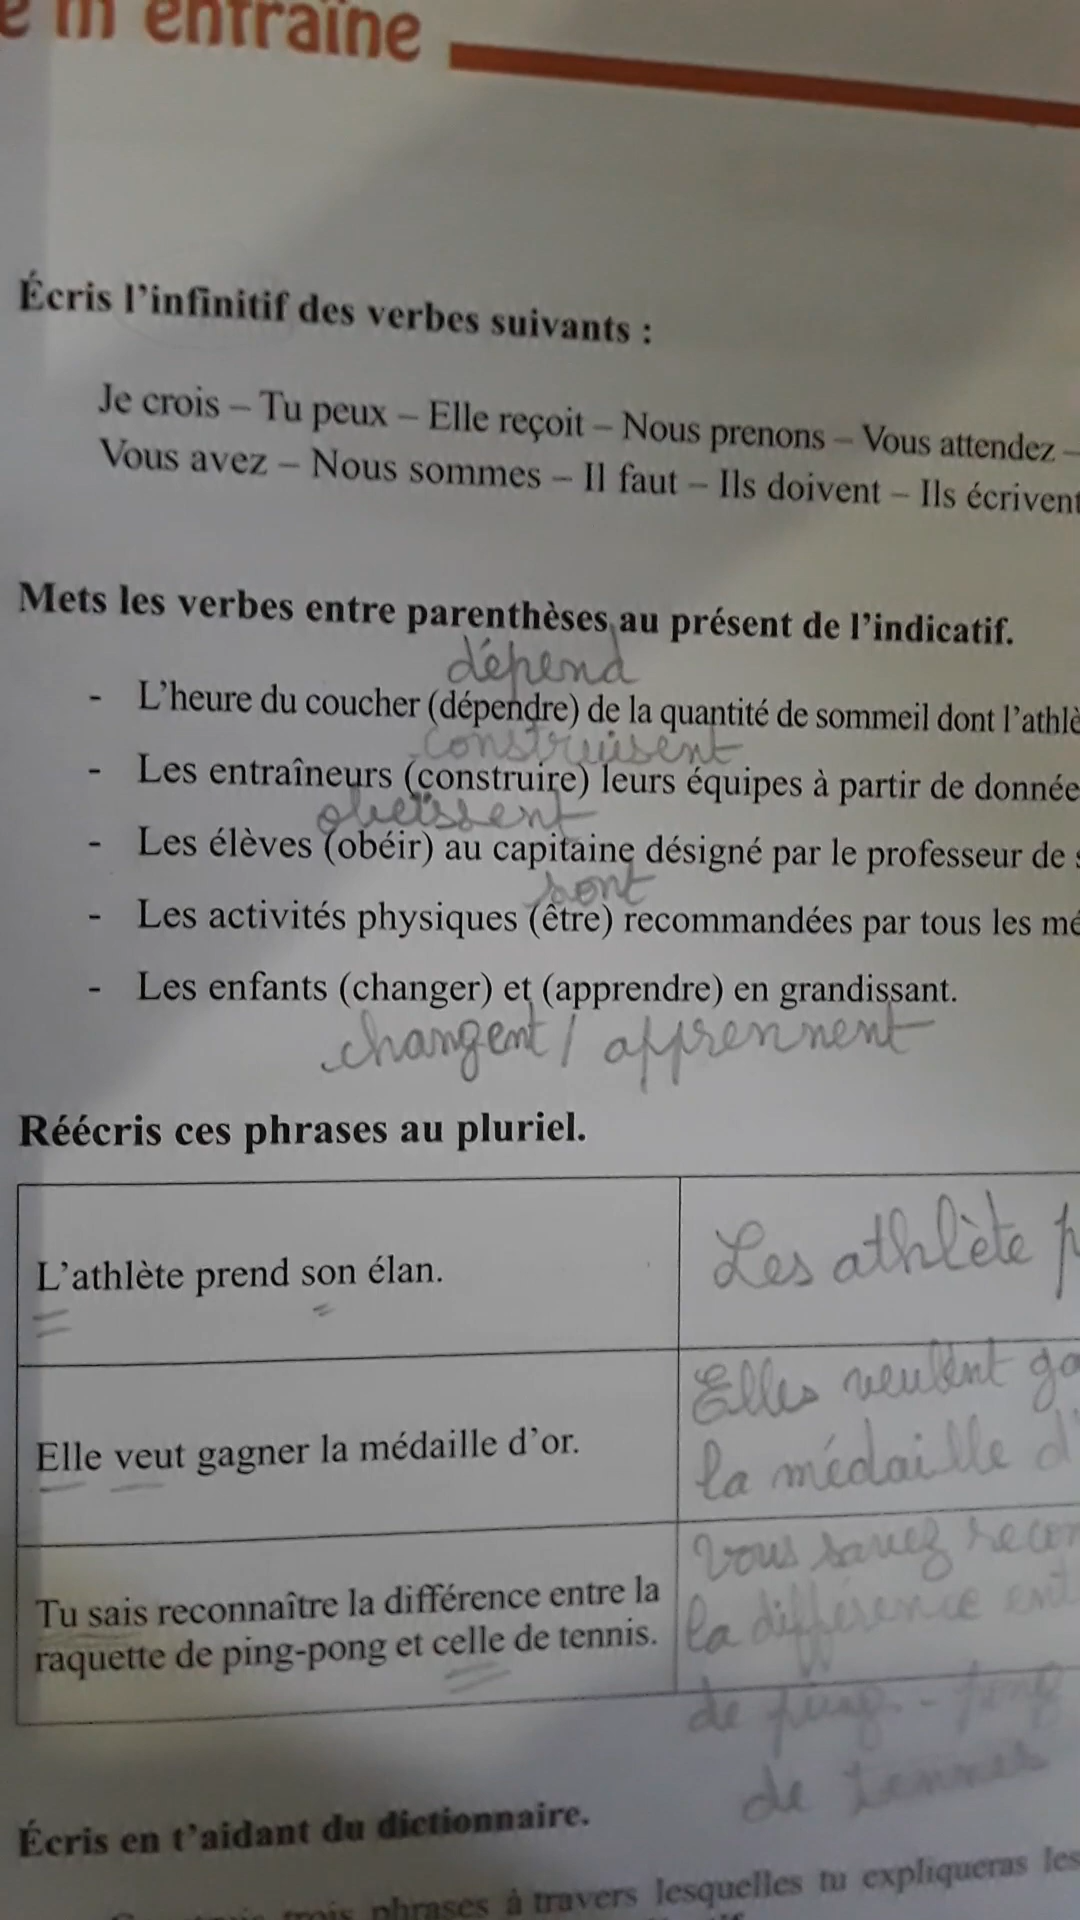 e m'entraîne
Écris l'infinitif des verbes suivants :
Je crois – Tu peux – Elle reçoit – Nous prenons – Vous attendez –
Vous avez – Nous sommes – Il faut – Ils doivent – Ils écrivent
Mets les verbes entre parenthèses au présent de l'indicatif.
dépend
- L'heure du coucher (dépendre) de la quantité de sommeil dont l'athlè
construisent
- Les entraîneurs (construire) leurs équipes à partir de donnée
obeissent
- Les élèves (obéir) au capitaine désigné par le professeur de s
sont
- Les activités physiques (être) recommandées par tous les mé
- Les enfants (changer) et (apprendre) en grandissant.
changent / apprennent
Réécris ces phrases au pluriel.
L'athlète prend son élan.
Les athlète p
Elle veut gagner la médaille d'or.
Elles veulent ga
la médaille d'
Tu sais reconnaître la différence entre la
raquette de ping-pong et celle de tennis.
Vous savez recon
la différence ent
de ping-pong
de
Écris en t'aidant du dictionnaire.
trois phrases à travers lesquelles tu expliqueras les